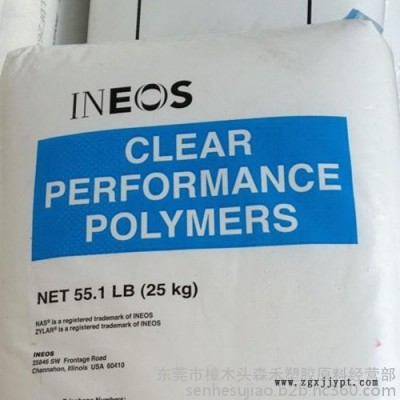 INEOS
CLEAR
PERFORMANCE
POLYMERS
NET 55.1 LB (25 kg)
NAS® is a registered trademark of INEOS
ZYLAR® is a registered trademark of INEOS
INEOS
25846 SW Frontage Road
Channahon, Illinois USA 60410
东莞市樟木头森禾塑胶原料经营部
senhesujiao.b2b.hc360.com
www.zgxjjypt.com